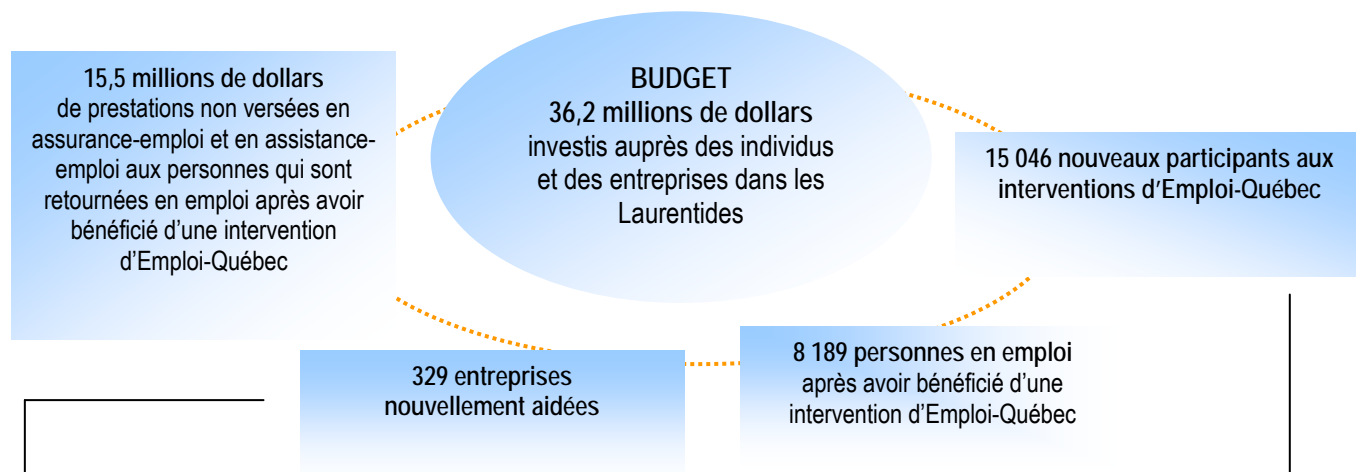 15,5 millions de dollars
de prestations non versées en
assurance-emploi et en assistance-
emploi aux personnes qui sont
retournées en emploi après avoir
bénéficié d'une intervention
d'Emploi-Québec
BUDGET
36,2 millions de dollars
investis auprès des individus
et des entreprises dans les
Laurentides
15 046 nouveaux participants aux
interventions d'Emploi-Québec
329 entreprises
nouvellement aidées
8 189 personnes en emploi
après avoir bénéficié d'une
intervention d'Emploi-Québec